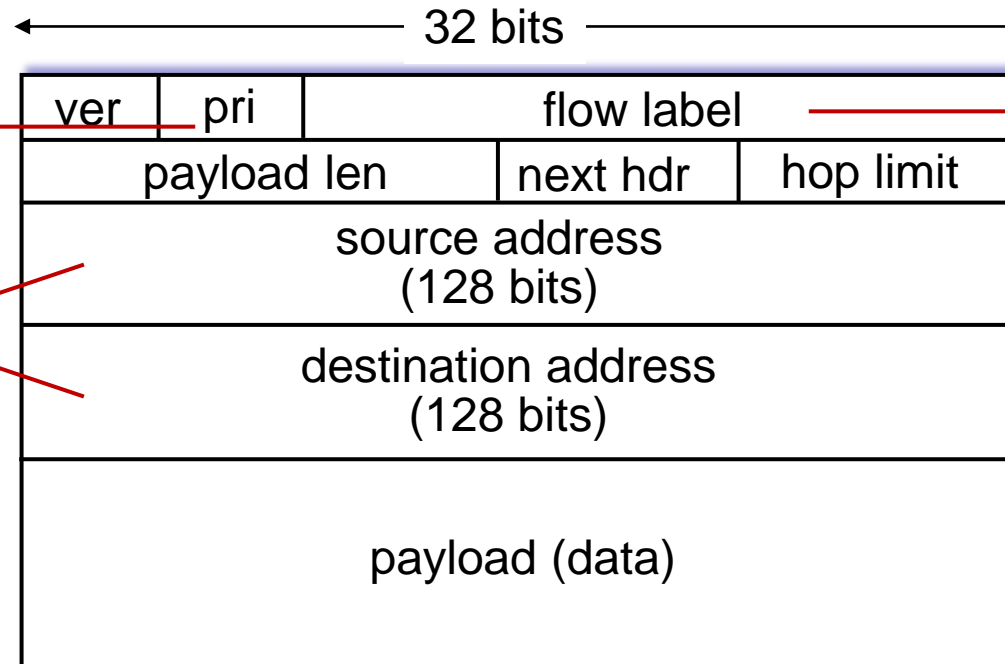 32 bits
ver pri flow label
payload len next hdr hop limit
source address
(128 bits)
destination address
(128 bits)
payload (data)